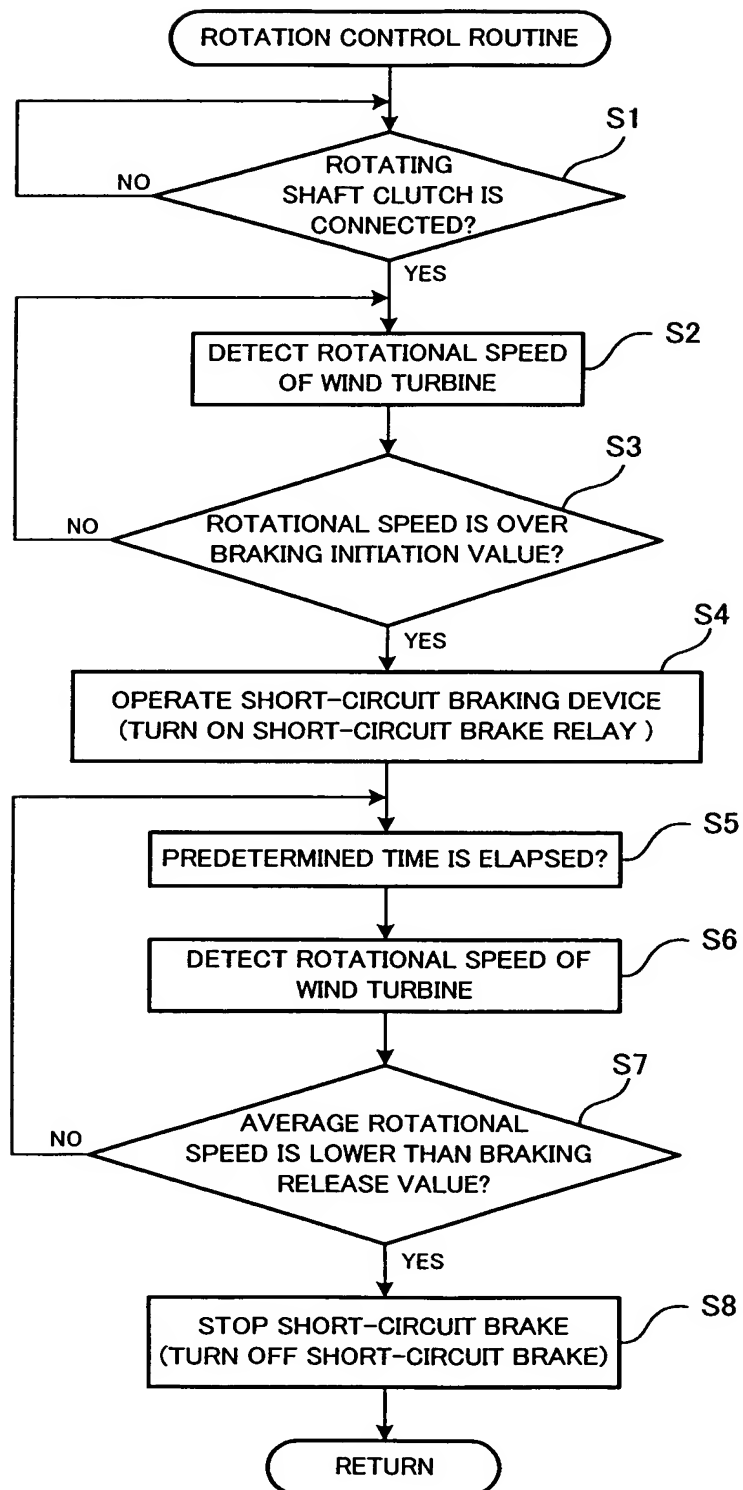 ROTATION CONTROL ROUTINE
S1
ROTATING
SHAFT CLUTCH IS
CONNECTED?
NO
YES
S2
DETECT ROTATIONAL SPEED
OF WIND TURBINE
S3
ROTATIONAL SPEED IS OVER
BRAKING INITIATION VALUE?
NO
YES
S4
OPERATE SHORT-CIRCUIT BRAKING DEVICE
(TURN ON SHORT-CIRCUIT BRAKE RELAY )
S5
PREDETERMINED TIME IS ELAPSED?
S6
DETECT ROTATIONAL SPEED OF
WIND TURBINE
S7
AVERAGE ROTATIONAL
SPEED IS LOWER THAN BRAKING
RELEASE VALUE?
NO
YES
S8
STOP SHORT-CIRCUIT BRAKE
(TURN OFF SHORT-CIRCUIT BRAKE)
RETURN